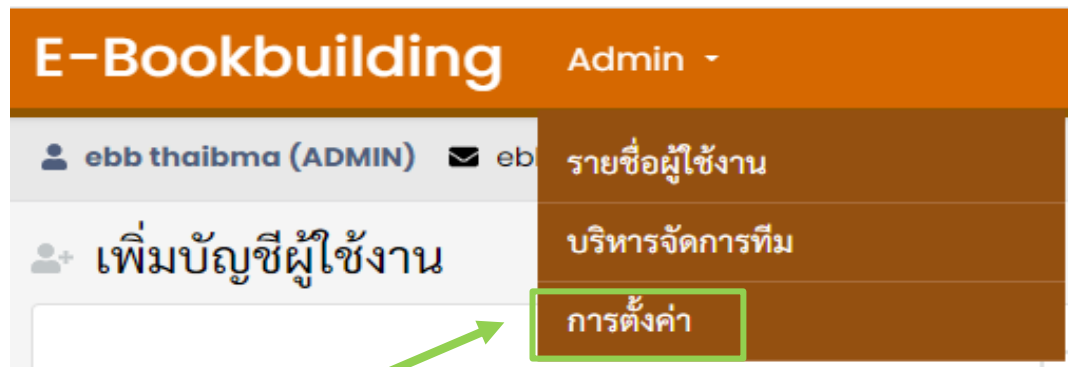 E-Bookbuilding Admin
ebb thaibma (ADMIN) eb
รายชื่อผู้ใช้งาน
เพิ่มบัญชีผู้ใช้งาน
บริหารจัดการทีม
การตั้งค่า